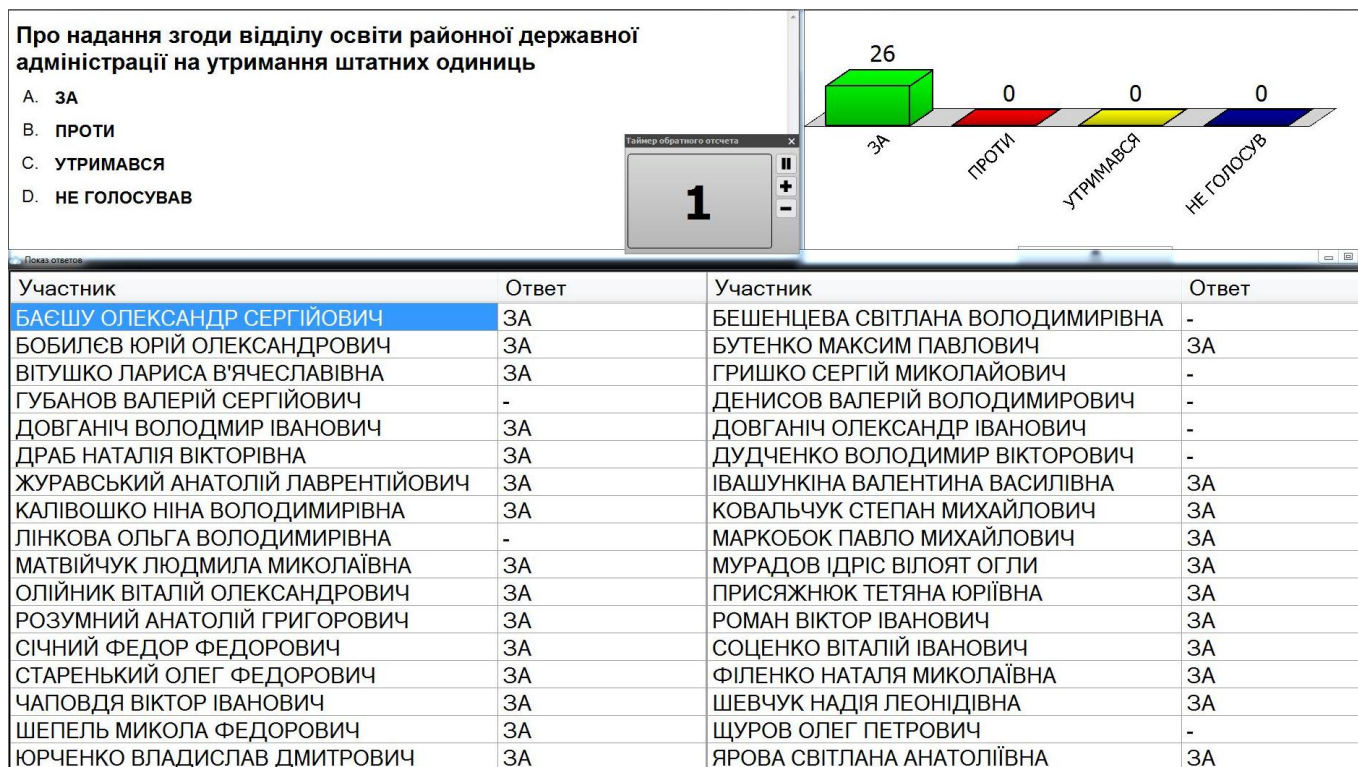 Про надання згоди відділу освіти районної державної
адміністрації на утримання штатних одиниць
A. ЗА
B. ПРОТИ
C. УТРИМАВСЯ
D. НЕ ГОЛОСУВАВ
Таймер обратного отсчета
1
26
0
0
0
ЗА
ПРОТИ
УТРИМАВСЯ
НЕ ГОЛОСУВ
Показ ответов
Участник Ответ Участник Ответ
БАЄШУ ОЛЕКСАНДР СЕРГІЙОВИЧ ЗА БЕШЕНЦЕВА СВІТЛАНА ВОЛОДИМИРІВНА -
БОБИЛЄВ ЮРІЙ ОЛЕКСАНДРОВИЧ ЗА БУТЕНКО МАКСИМ ПАВЛОВИЧ ЗА
ВІТУШКО ЛАРИСА В'ЯЧЕСЛАВІВНА ЗА ГРИШКО СЕРГІЙ МИКОЛАЙОВИЧ -
ГУБАНОВ ВАЛЕРІЙ СЕРГІЙОВИЧ - ДЕНИСОВ ВАЛЕРІЙ ВОЛОДИМИРОВИЧ -
ДОВГАНІЧ ВОЛОДМИР ІВАНОВИЧ ЗА ДОВГАНІЧ ОЛЕКСАНДР ІВАНОВИЧ -
ДРАБ НАТАЛІЯ ВІКТОРІВНА ЗА ДУДЧЕНКО ВОЛОДИМИР ВІКТОРОВИЧ -
ЖУРАВСЬКИЙ АНАТОЛІЙ ЛАВРЕНТІЙОВИЧ ЗА ІВАШУНКІНА ВАЛЕНТИНА ВАСИЛІВНА ЗА
КАЛІВОШКО НІНА ВОЛОДИМИРІВНА ЗА КОВАЛЬЧУК СТЕПАН МИХАЙЛОВИЧ ЗА
ЛІНКОВА ОЛЬГА ВОЛОДИМИРІВНА - МАРКОБОК ПАВЛО МИХАЙЛОВИЧ ЗА
МАТВІЙЧУК ЛЮДМИЛА МИКОЛАЇВНА ЗА МУРАДОВ ІДРІС ВІЛОЯТ ОГЛИ ЗА
ОЛІЙНИК ВІТАЛІЙ ОЛЕКСАНДРОВИЧ ЗА ПРИСЯЖНЮК ТЕТЯНА ЮРІЇВНА ЗА
РОЗУМНИЙ АНАТОЛІЙ ГРИГОРОВИЧ ЗА РОМАН ВІКТОР ІВАНОВИЧ ЗА
СІЧНИЙ ФЕДОР ФЕДОРОВИЧ ЗА СОЦЕНКО ВІТАЛІЙ ІВАНОВИЧ ЗА
СТАРЕНЬКИЙ ОЛЕГ ФЕДОРОВИЧ ЗА ФІЛЕНКО НАТАЛЯ МИКОЛАЇВНА ЗА
ЧАПОВДЯ ВІКТОР ІВАНОВИЧ ЗА ШЕВЧУК НАДІЯ ЛЕОНІДІВНА ЗА
ШЕПЕЛЬ МИКОЛА ФЕДОРОВИЧ ЗА ЩУРОВ ОЛЕГ ПЕТРОВИЧ -
ЮРЧЕНКО ВЛАДИСЛАВ ДМИТРОВИЧ ЗА ЯРОВА СВІТЛАНА АНАТОЛІЇВНА ЗА